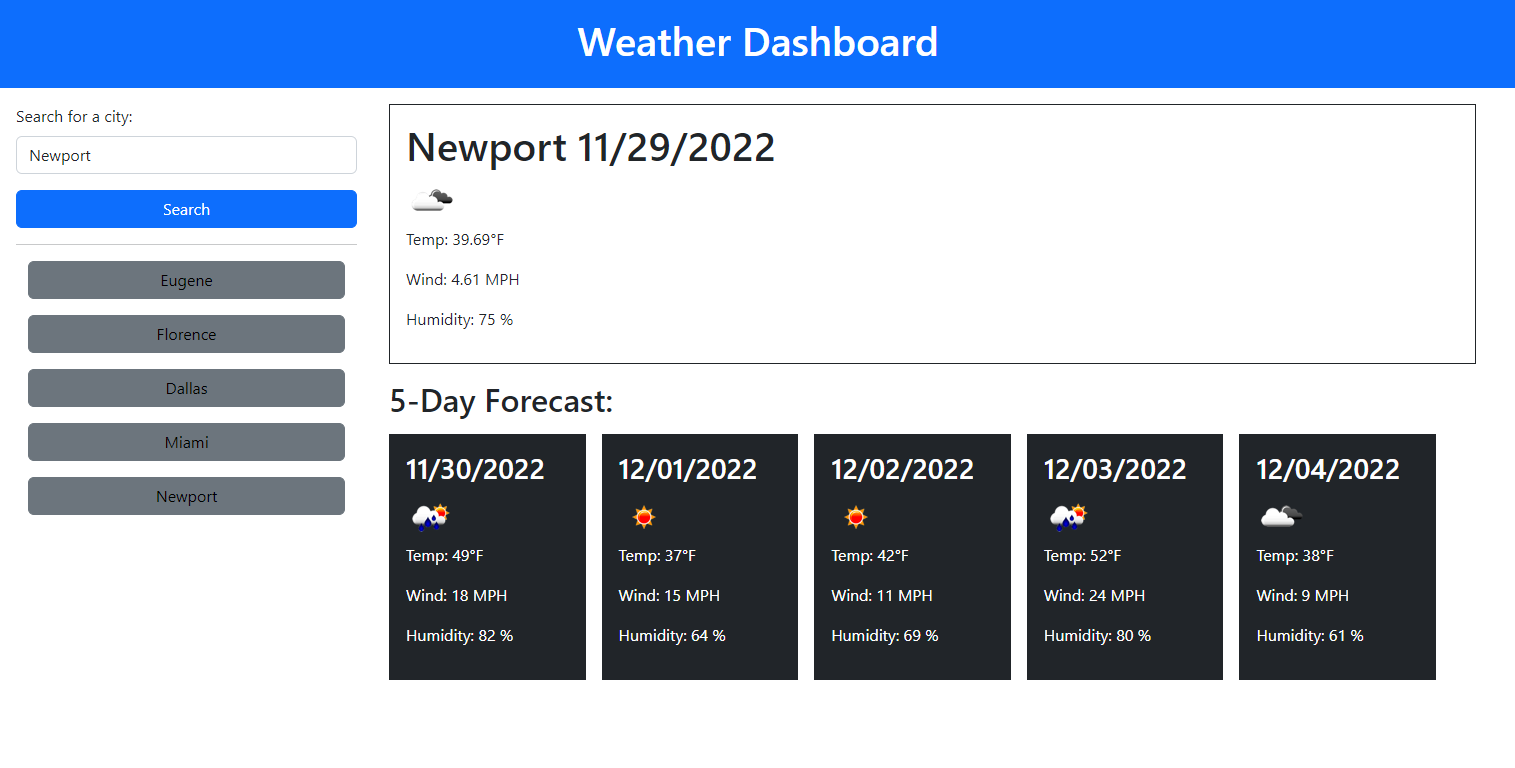 Weather Dashboard
Search for a city:
Newport
Search
Eugene
Florence
Dallas
Miami
Newport
Newport 11/29/2022
Temp: 39.69°F
Wind: 4.61 MPH
Humidity: 75 %
5-Day Forecast:
11/30/2022
Temp: 49°F
Wind: 18 MPH
Humidity: 82 %
12/01/2022
Temp: 37°F
Wind: 15 MPH
Humidity: 64 %
12/02/2022
Temp: 42°F
Wind: 11 MPH
Humidity: 69 %
12/03/2022
Temp: 52°F
Wind: 24 MPH
Humidity: 80 %
12/04/2022
Temp: 38°F
Wind: 9 MPH
Humidity: 61 %